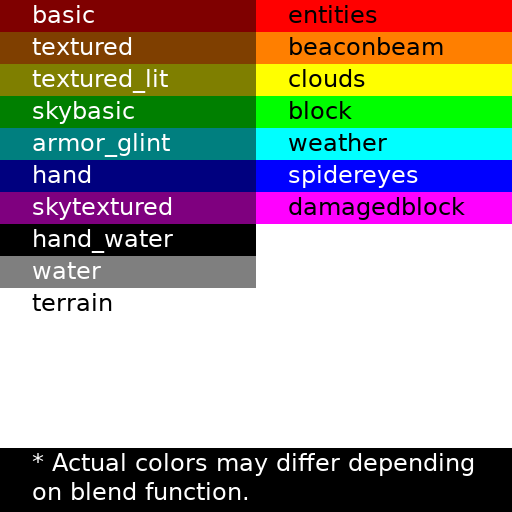 basic
textured
textured_lit
skybasic
armor_glint
hand
skytextured
hand_water
water
terrain
entities
beaconbeam
clouds
block
weather
spidereyes
damagedblock
* Actual colors may differ depending
on blend function.